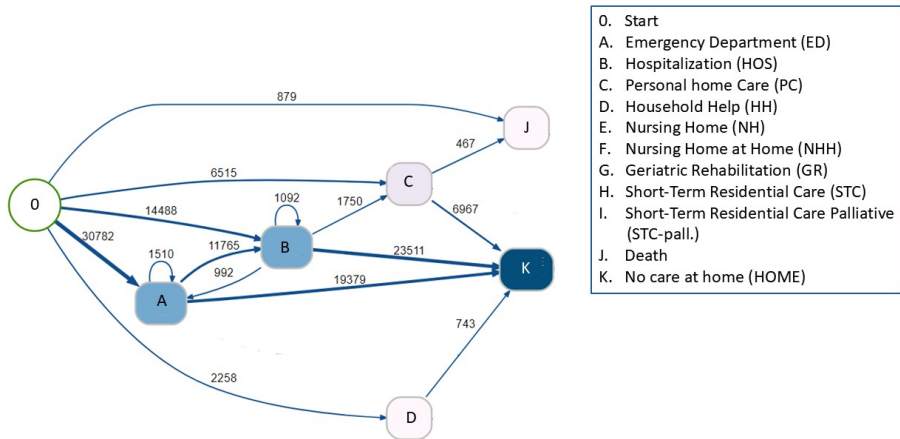 879
J
467
6515
C
0
14488
1092
1750
6967
30782
11765
B
23511
1510
992
K
A
19379
743
2258
D
0. Start
A. Emergency Department (ED)
B. Hospitalization (HOS)
C. Personal home Care (PC)
D. Household Help (HH)
E. Nursing Home (NH)
F. Nursing Home at Home (NHH)
G. Geriatric Rehabilitation (GR)
H. Short-Term Residential Care (STC)
I. Short-Term Residential Care Palliative
(STC-pall.)
J. Death
K. No care at home (HOME)